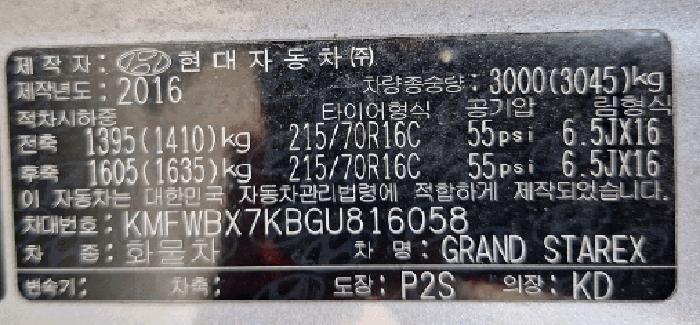 제작자: 현대자동차(주)
제작년도: 2016 차량총중량: 3000(3045)kg
적차시하중 타이어형식 공기압 림형식
전축 1395(1410)kg 215/70R16C 55psi 6.5JX16
후축 1605(1635)kg 215/70R16C 55psi 6.5JX16
이 자동차는 대한민국 자동차관리법령에 적합하게 제작되었습니다.
차대번호: KMFWBX7KBGU816058
차 종: 화물차 차 명: GRAND STAREX
변속기: 차축: 도장: P2S 의장: KD